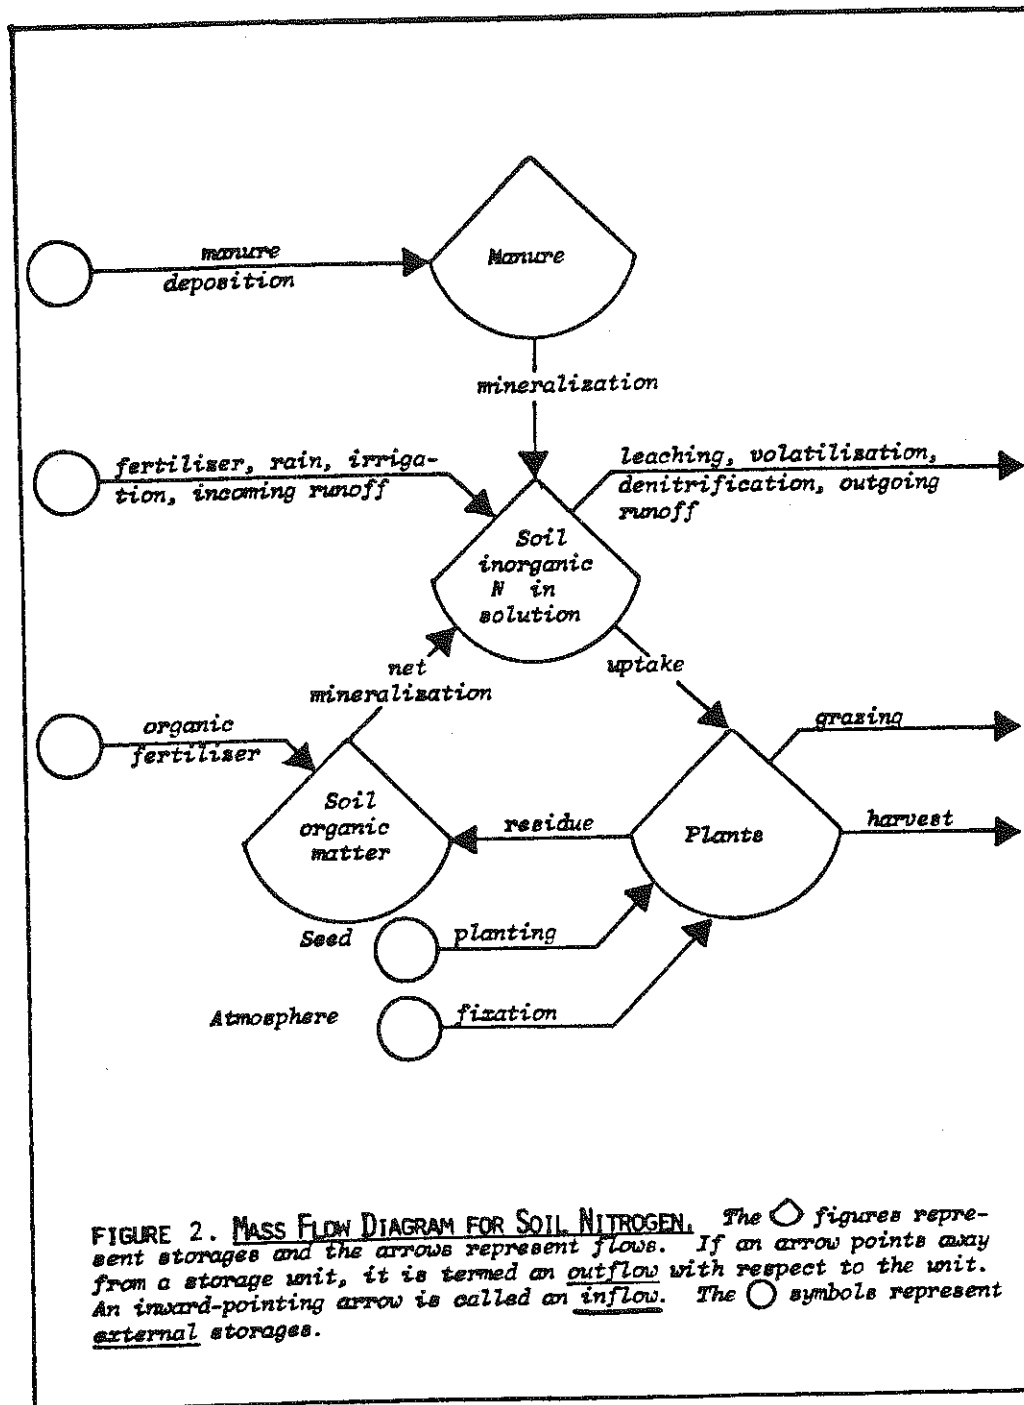 manure
deposition
Manure
mineralization
fertilizer, rain, irriga-
tion, incoming runoff
leaching, volatilization,
denitrification, outgoing
runoff
Soil
inorganic
N in
solution
net
mineralization
uptake
organic
fertilizer
grazing
Soil
organic
matter
residue
Plants
harvest
Seed
planting
Atmosphere
fixation
FIGURE 2. MASS FLOW DIAGRAM FOR SOIL NITROGEN. The figures repre-
sent storages and the arrows represent flows. If an arrow points away
from a storage unit, it is termed an outflow with respect to the unit.
An inward-pointing arrow is called an inflow. The symbols represent
external storages.